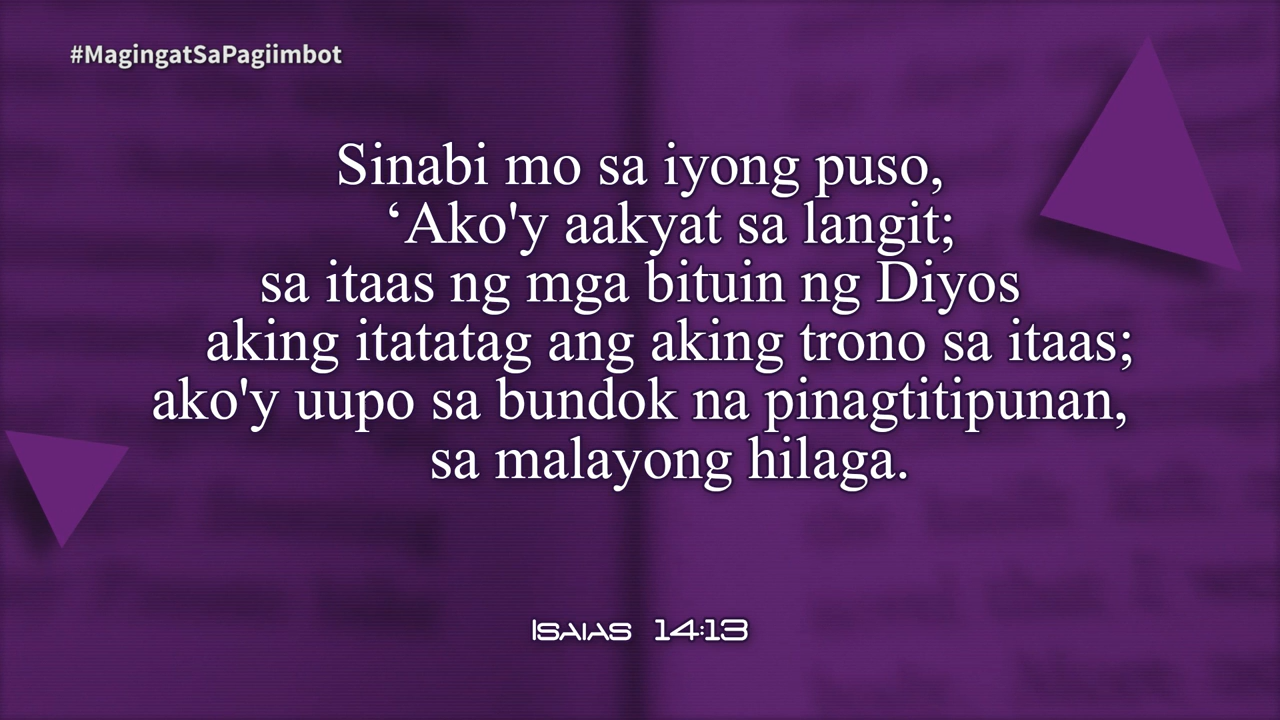 #MagingatSaPagiimbot
Sinabi mo sa iyong puso,
‘Ako'y aakyat sa langit;
sa itaas ng mga bituin ng Diyos
aking itatatag ang aking trono sa itaas;
ako'y uupo sa bundok na pinagtitipunan,
sa malayong hilaga.
Isaias 14:13